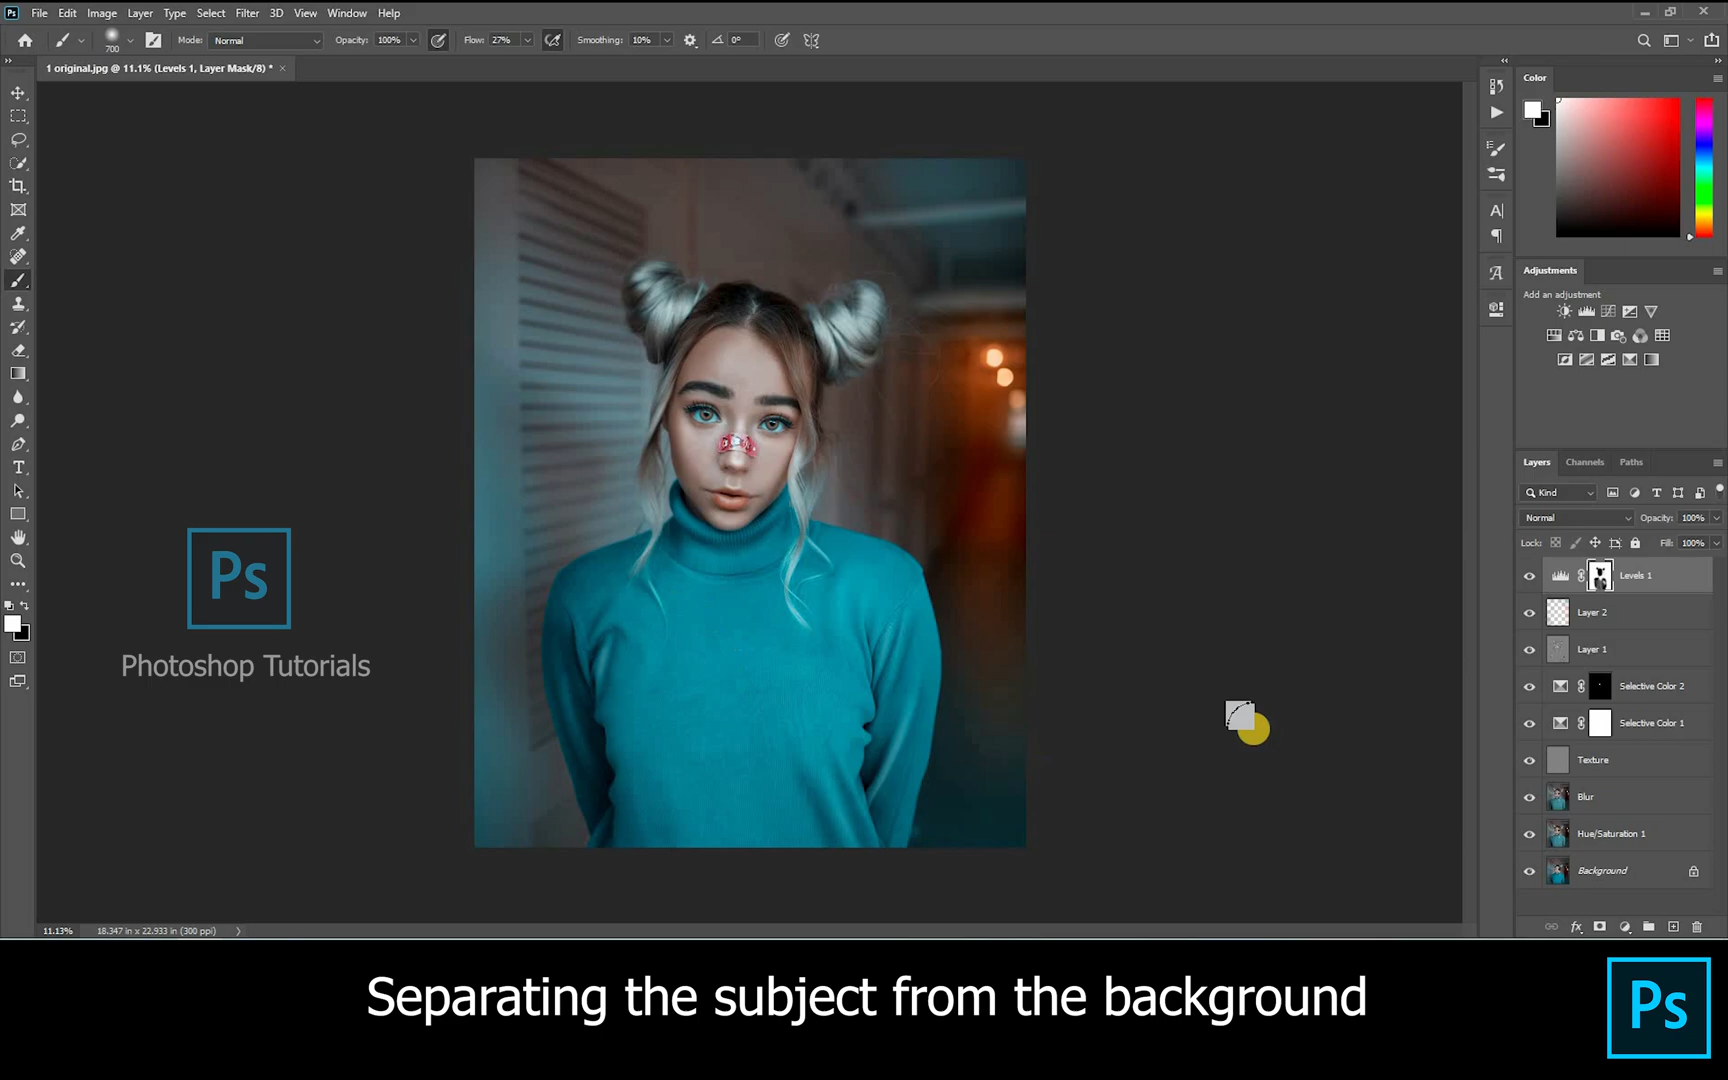 Ps File Edit Image Layer Type Select Filter 3D View Window Help
700 Mode: Normal Opacity: 100% Flow: 27% Smoothing: 10% 0°
1 original.jpg @ 11.1% (Levels 1, Layer Mask/8) *
Color
Adjustments
Add an adjustment
Layers Channels Paths
Kind
Normal Opacity: 100%
Lock: Fill: 100%
Levels 1
Layer 2
Layer 1
Selective Color 2
Selective Color 1
Texture
Blur
Hue/Saturation 1
Background
Ps
Photoshop Tutorials
11.13% 18.347 in x 22.933 in (300 ppi)
Separating the subject from the background
Ps